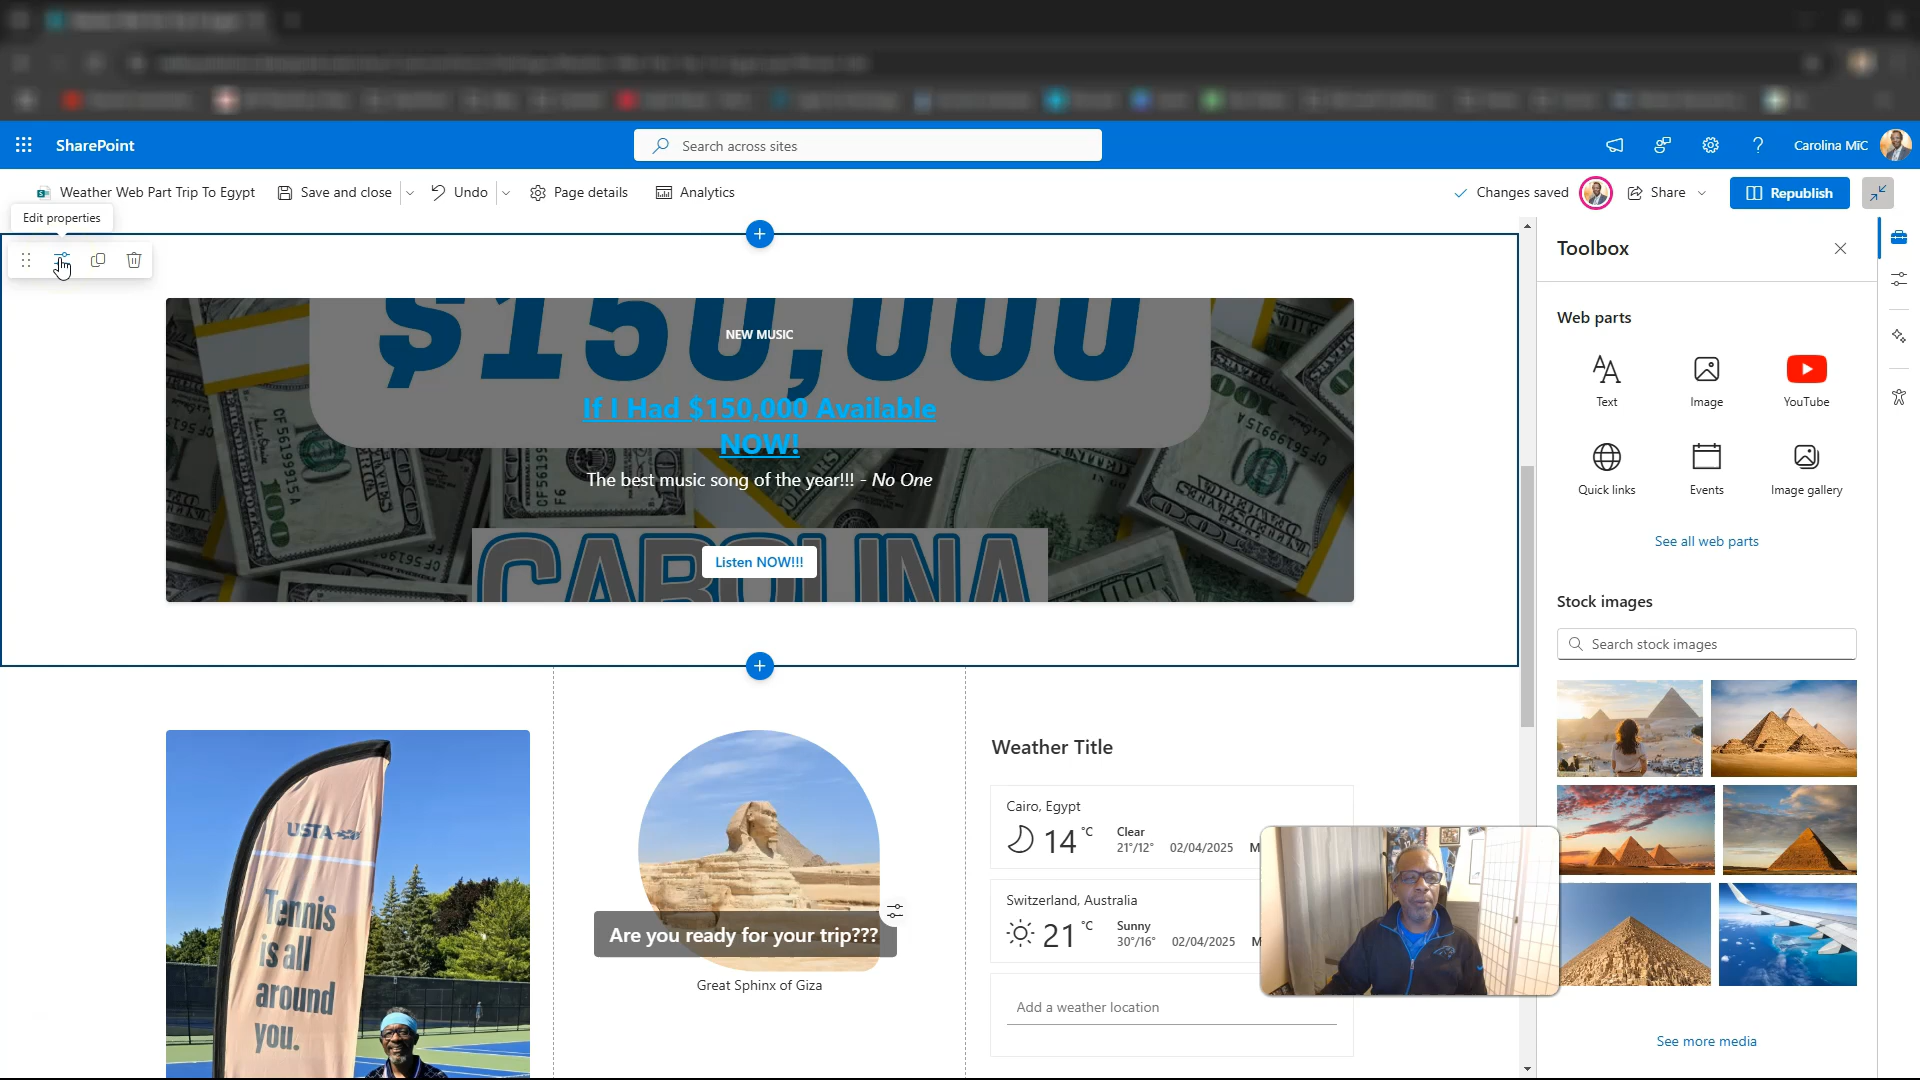 SharePoint
Search across sites
Carolina MiC
Weather Web Part Trip To Egypt
Save and close
Undo
Page details
Analytics
Changes saved
Share
Republish
Edit properties
$150,000
NEW MUSIC
If I Had $150,000 Available
NOW!
The best music song of the year!!! - No One
CAROLINA
Listen NOW!!!
USTA
Tennis
is all
around
you.
Are you ready for your trip???
Great Sphinx of Giza
Weather Title
Cairo, Egypt
14 °C
Clear
21°/12° 02/04/2025 M
Switzerland, Australia
21 °C
Sunny
30°/16° 02/04/2025 M
Add a weather location
Toolbox
Web parts
Text
Image
YouTube
Quick links
Events
Image gallery
See all web parts
Stock images
Search stock images
See more media